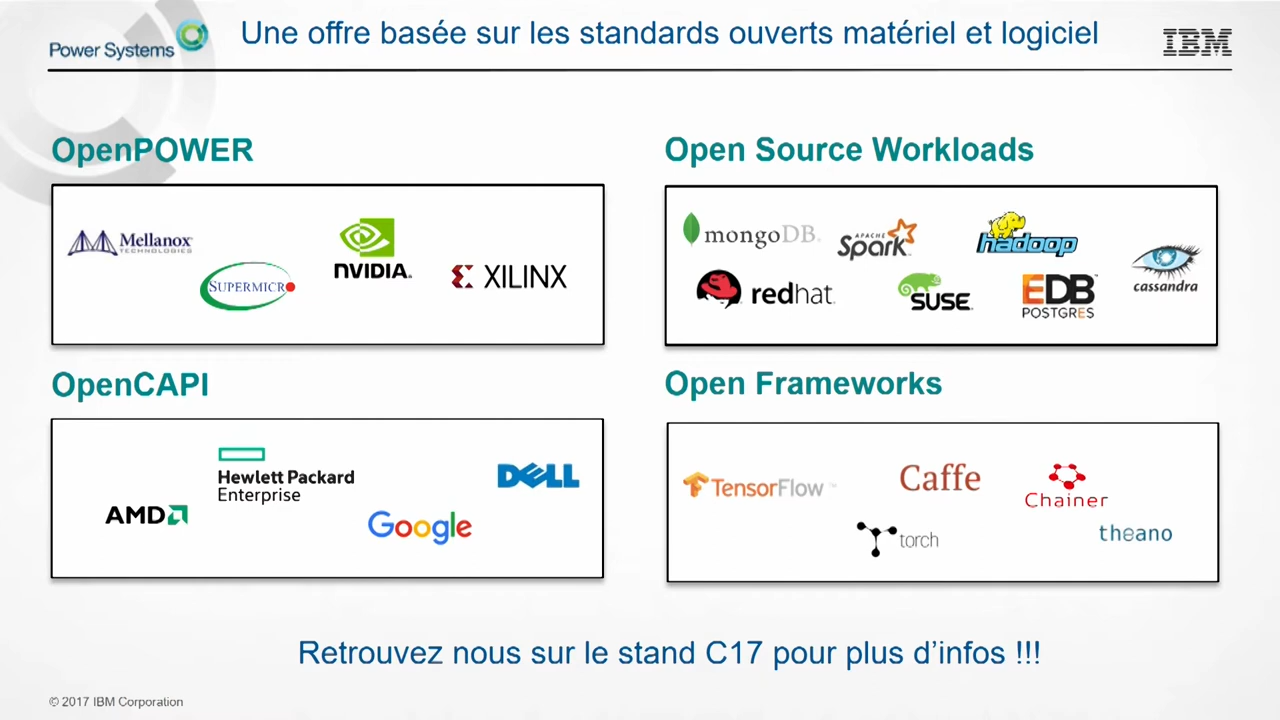 Power Systems
Une offre basée sur les standards ouverts matériel et logiciel
IBM
OpenPOWER
Mellanox
TECHNOLOGIES
SUPERMICRO
NVIDIA.
XILINX
Open Source Workloads
mongoDB.
APACHE
Spark
hadoop
cassandra
redhat.
SUSE
EDB
POSTGRES
OpenCAPI
Hewlett Packard
Enterprise
DELL
AMD
Google
Open Frameworks
TensorFlow™
Caffe
Chainer
torch
theano
Retrouvez nous sur le stand C17 pour plus d’infos !!!
© 2017 IBM Corporation